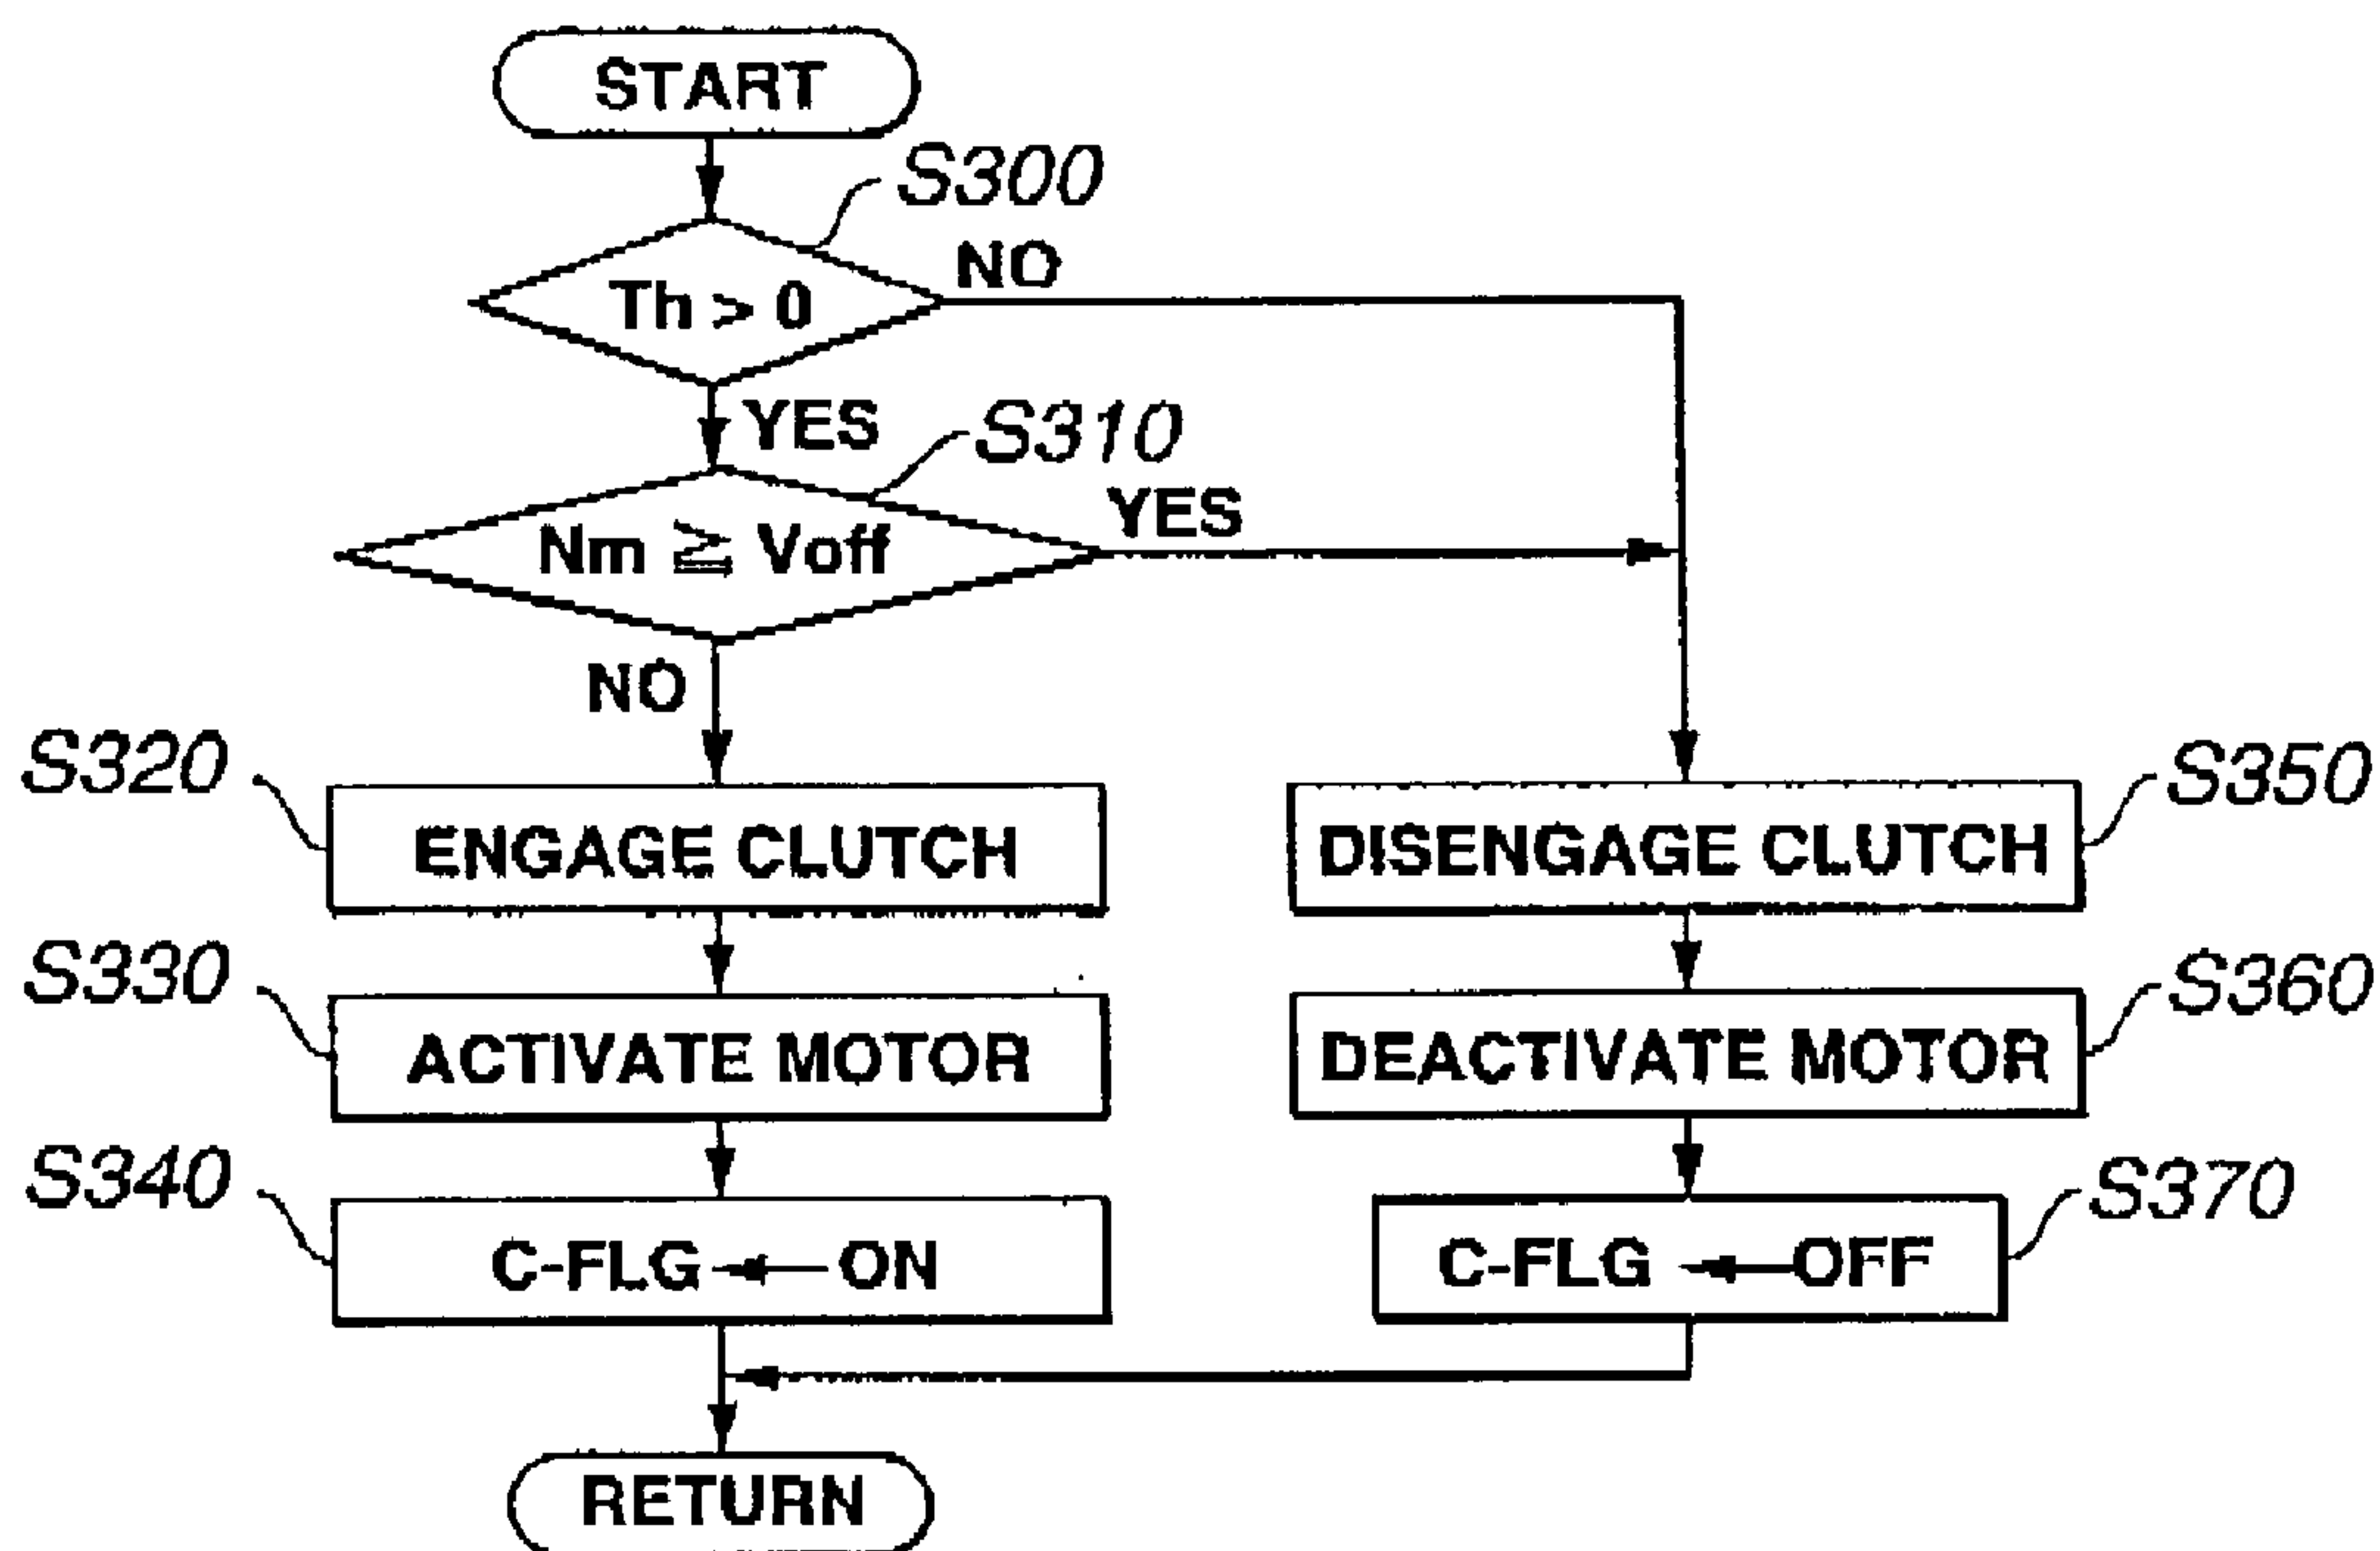 START
S300
Th > 0
NO
YES
S310
Nm ≧ Voff
YES
NO
S320
ENGAGE CLUTCH
DISENGAGE CLUTCH
S350
S330
ACTIVATE MOTOR
DEACTIVATE MOTOR
S360
S340
C-FLG ← ON
C-FLG ← OFF
S370
RETURN